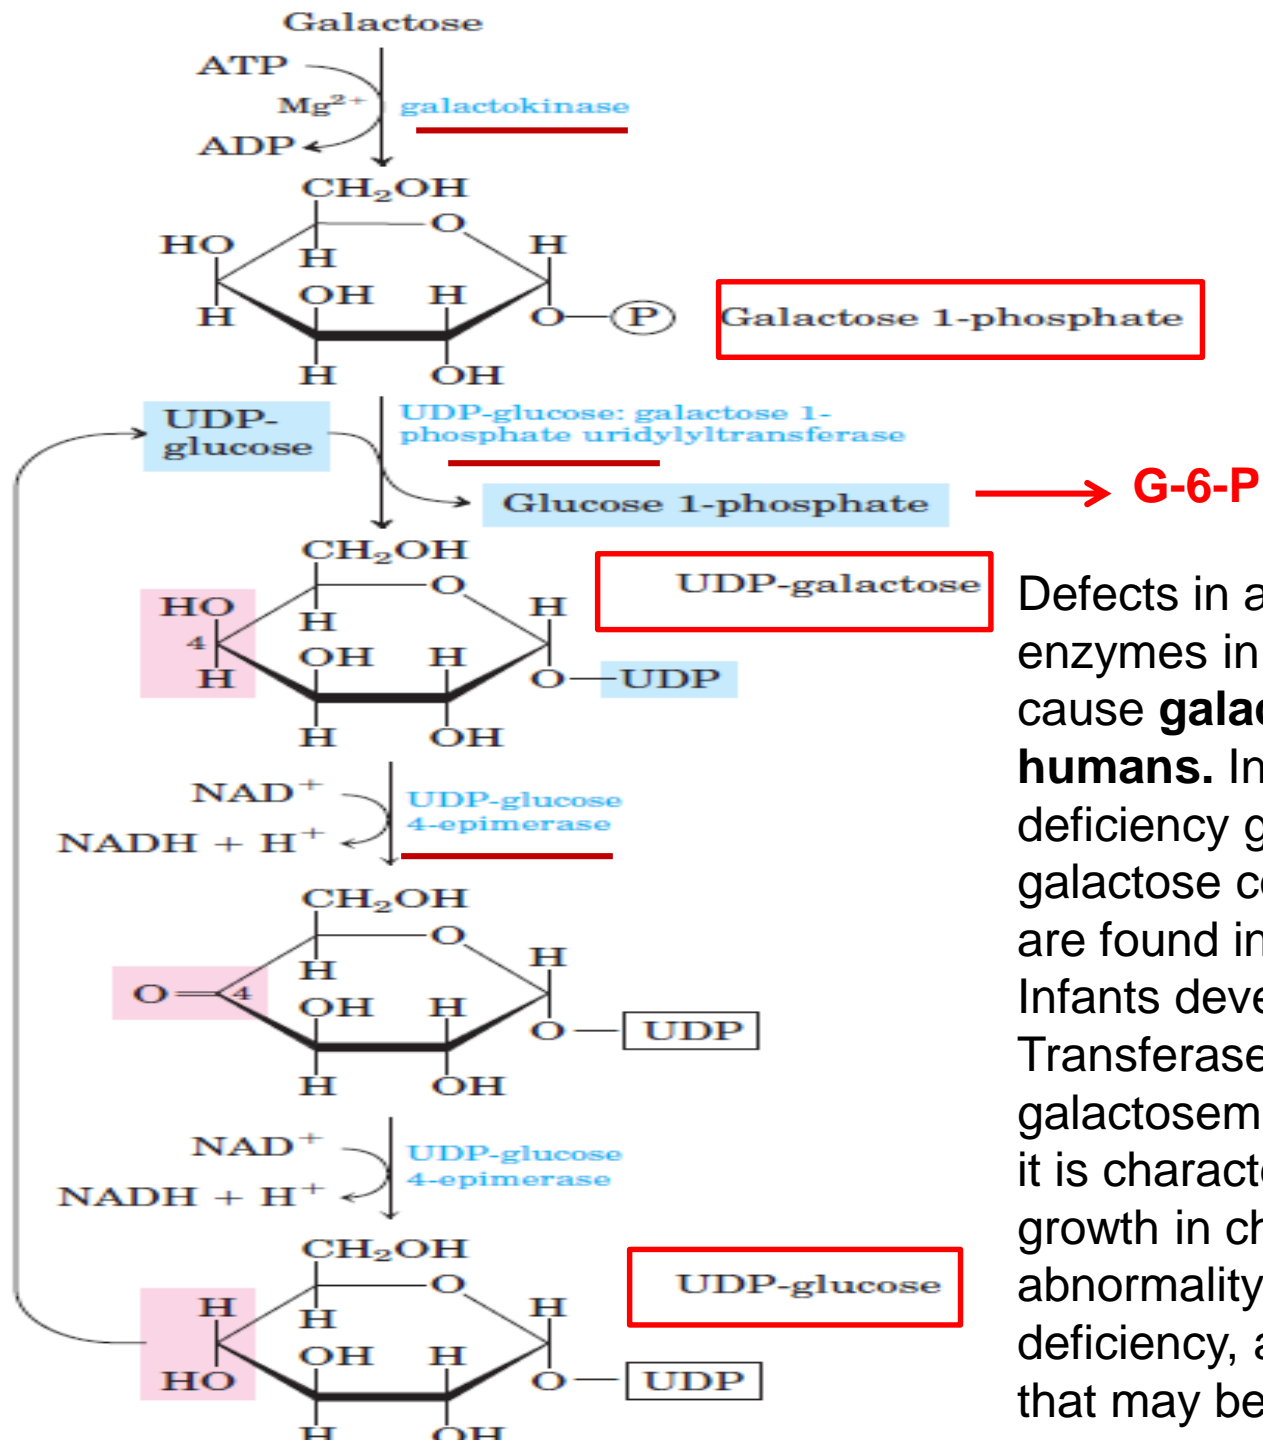 Galactose
ATP
Mg2+ galactokinase
ADP
CH2OH
O
HO H H
OH H
H O P Galactose 1-phosphate
H OH
UDP-
glucose
UDP-glucose: galactose 1-
phosphate uridylyltransferase
Glucose 1-phosphate G-6-P
CH2OH
O UDP-galactose
HO H H
4 OH H
H O UDP
H OH
NAD+
NADH + H+
UDP-glucose
4-epimerase
CH2OH
O
H H
O 4 OH H
O UDP
H OH
NAD+
NADH + H+
UDP-glucose
4-epimerase
CH2OH
O UDP-glucose
H H H
OH H
HO O UDP
H OH
Defects in a
enzymes in
cause galac
humans. In
deficiency g
galactose co
are found in
Infants deve
Transferase
galactosem
it is characte
growth in ch
abnormality
deficiency, a
that may be